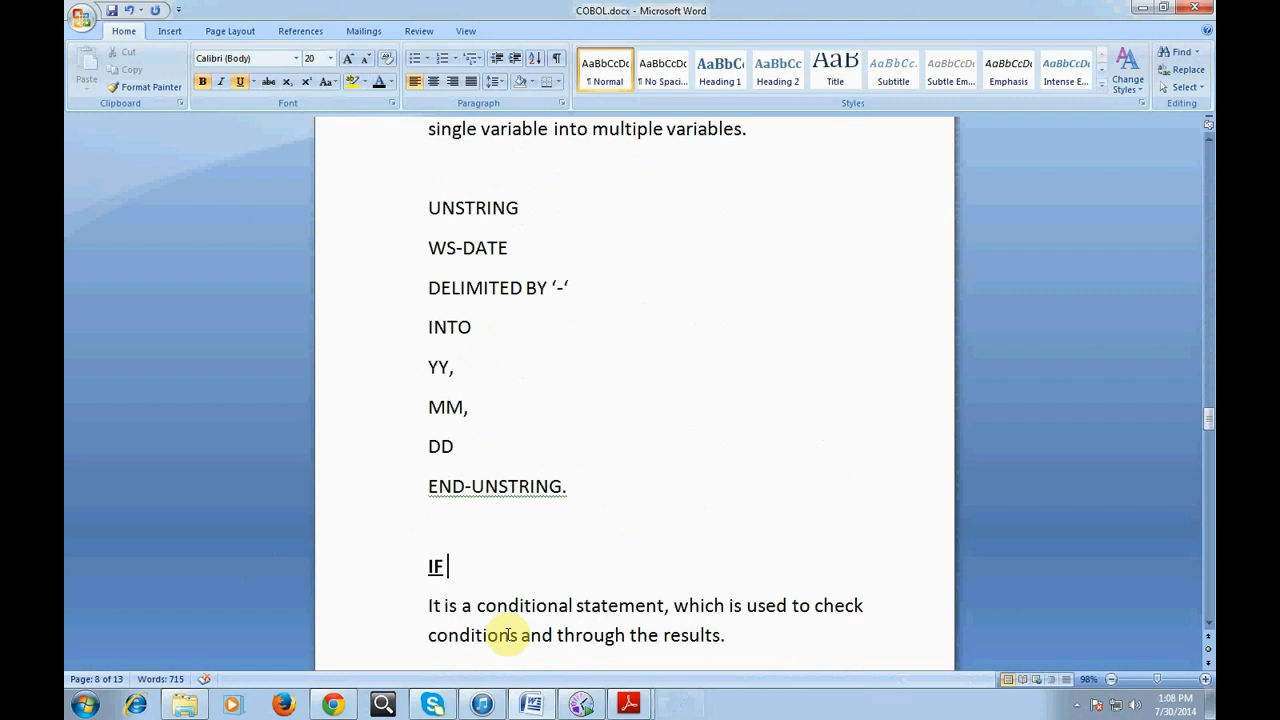 COBOL.docx - Microsoft Word
Home Insert Page Layout References Mailings Review View
Paste
Cut
Copy
Format Painter
Clipboard
Calibri (Body) 20
B I U abc X₂ X² Aa
Font
Paragraph
AaBbCcDc AaBbCcDc AaBbC AaBbCc AaB AaBbCc. AaBbCcDc AaBbCcDc AaBbCcDc
¶ Normal ¶ No Spaci... Heading 1 Heading 2 Title Subtitle Subtle Em... Emphasis Intense E...
Change Styles
Styles
Find
Replace
Select
Editing
single variable into multiple variables.
UNSTRING
WS-DATE
DELIMITED BY ‘-‘
INTO
YY,
MM,
DD
END-UNSTRING.
IF
It is a conditional statement, which is used to check
conditions and through the results.
Page: 8 of 13 Words: 715 98%
1:08 PM
7/30/2014